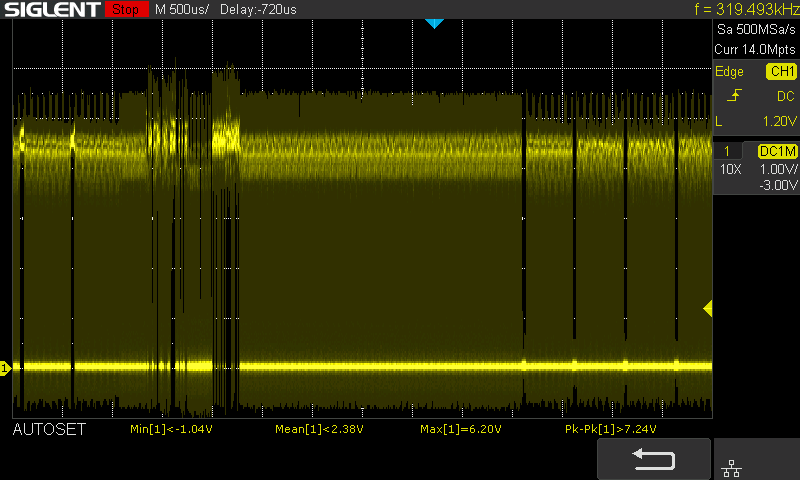 SIGLENT Stop M 500us/ Delay:-720us f = 319.493kHz
Sa 500MSa/s
Curr 14.0Mpts
Edge CH1
DC
L 1.20V
1 DC1M
10X 1.00V/
-3.00V
1
AUTOSET Min[1]<-1.04V Mean[1]<2.38V Max[1]=6.20V Pk-Pk[1]>7.24V